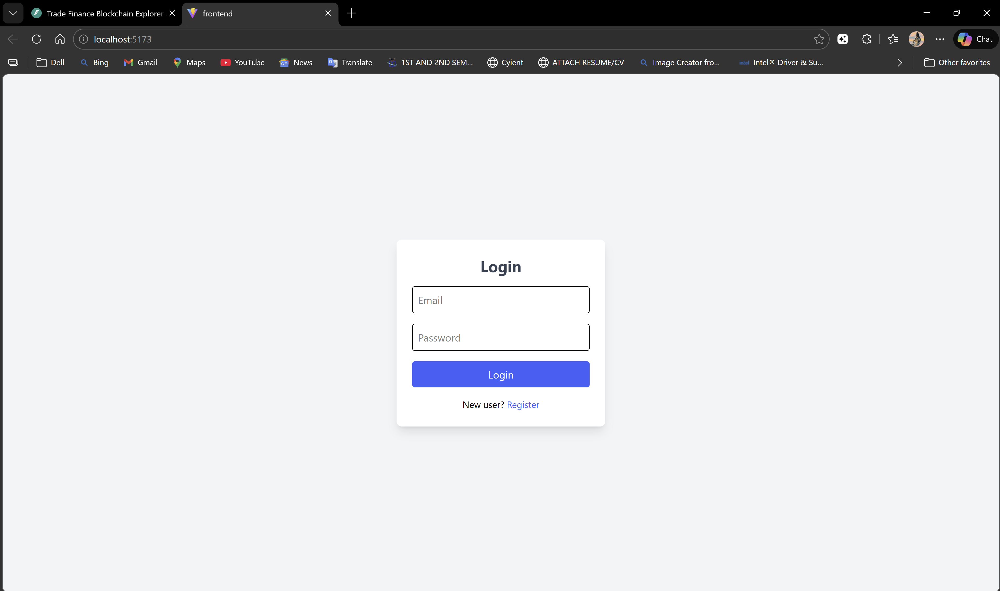 Trade Finance Blockchain Explorer
frontend
localhost:5173
Chat
Dell
Bing
Gmail
Maps
YouTube
News
Translate
1ST AND 2ND SEM...
Cyient
ATTACH RESUME/CV
Image Creator fro...
intel
Intel® Driver & Su...
Other favorites
Login
Email
Password
Login
New user? Register